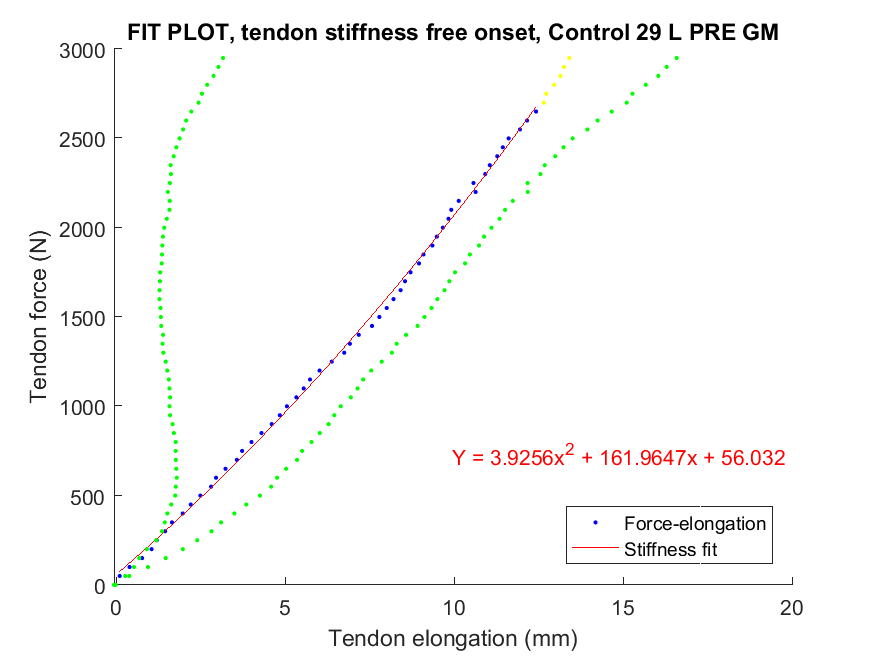 FIT PLOT, tendon stiffness free onset, Control 29 L PRE GM
3000
2500
2000
1500
1000
500
0
Tendon force (N)
Y = 3.9256x² + 161.9647x + 56.032
Force-elongation
Stiffness fit
0 5 10 15 20
Tendon elongation (mm)